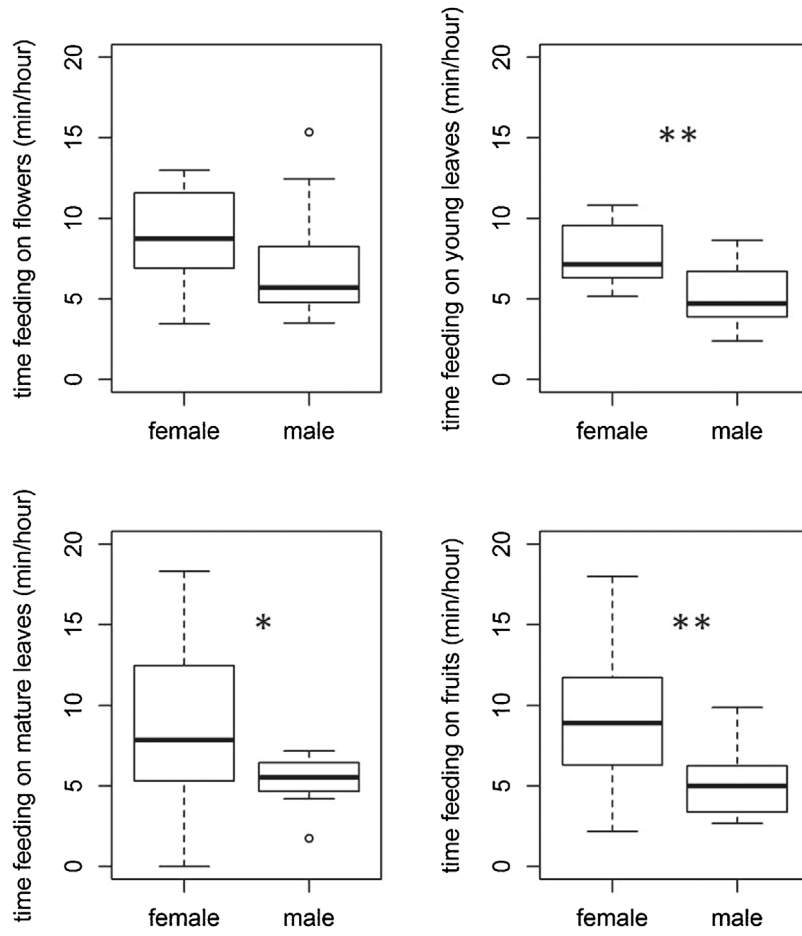 time feeding on flowers (min/hour)
20
15
10
5
0
female male
time feeding on young leaves (min/hour)
20
15
10
5
0
**
female male
time feeding on mature leaves (min/hour)
20
15
10
5
0
*
female male
time feeding on fruits (min/hour)
20
15
10
5
0
**
female male